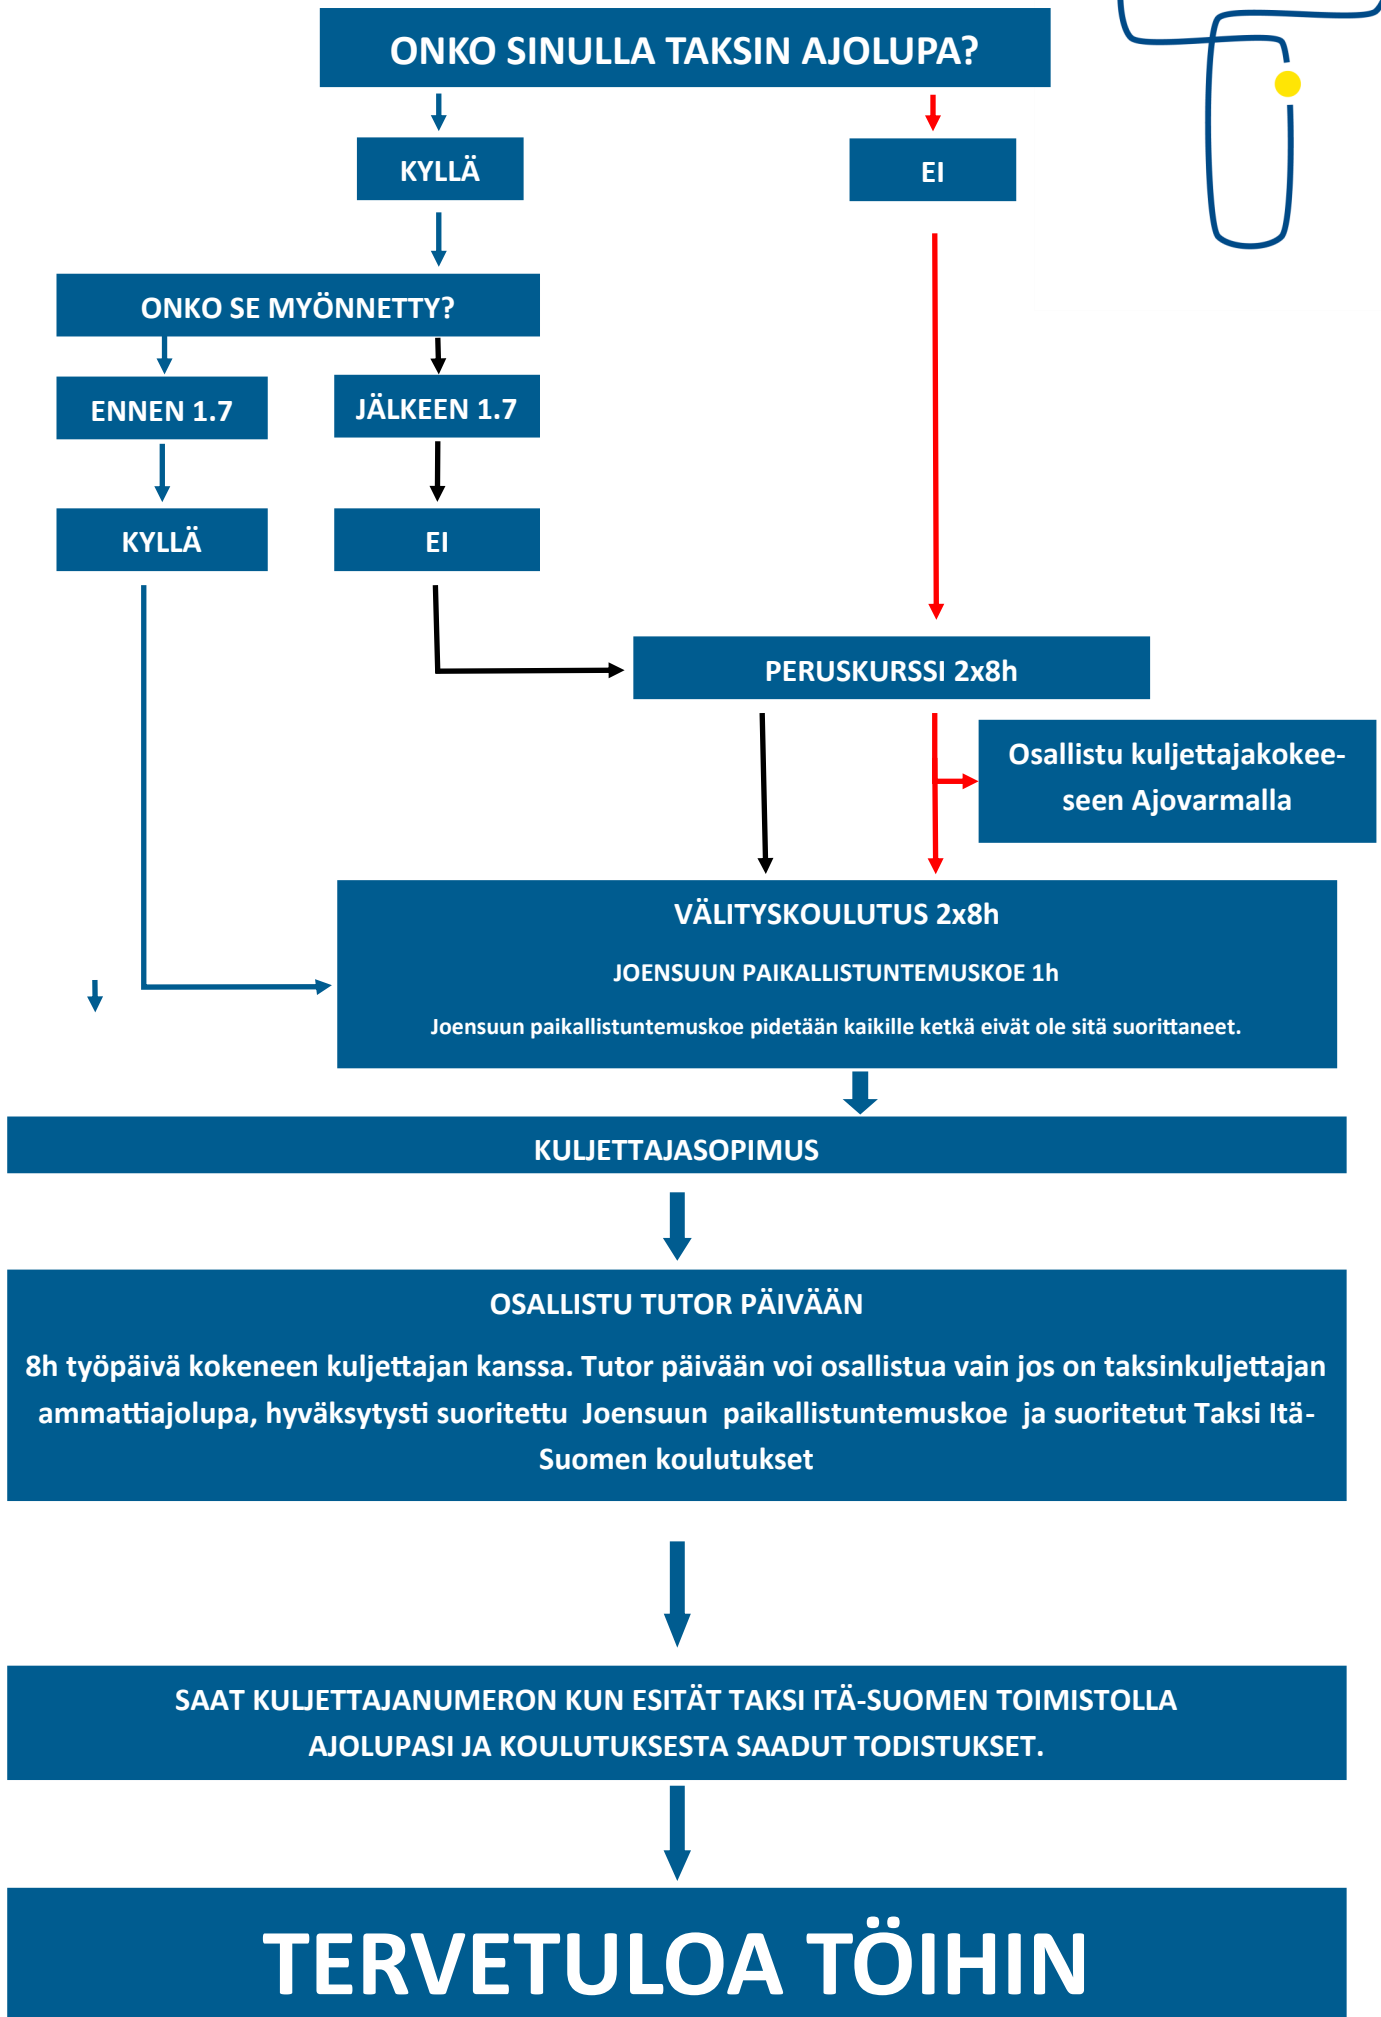 ONKO SINULLA TAKSIN AJOLUPA?
KYLLÄ
EI
ONKO SE MYÖNNETTY?
ENNEN 1.7
JÄLKEEN 1.7
KYLLÄ
EI
PERUSKURSSI 2x8h
Osallistu kuljettajakokee-
seen Ajovarmalla
VÄLITYSKOULUTUS 2x8h
JOENSUUN PAIKALLISTUNTEMUSKOE 1h
Joensuun paikallistuntemuskoe pidetään kaikille ketkä eivät ole sitä suorittaneet.
KULJETTAJASOPIMUS
OSALLISTU TUTOR PÄIVÄÄN
8h työpäivä kokeneen kuljettajan kanssa. Tutor päivään voi osallistua vain jos on taksinkuljettajan
ammattiajolupa, hyväksytysti suoritettu Joensuun paikallistuntemuskoe ja suoritetut Taksi Itä-
Suomen koulutukset
SAAT KULJETTAJANUMERON KUN ESITÄT TAKSI ITÄ-SUOMEN TOIMISTOLLA
AJOLUPASI JA KOULUTUKSESTA SAADUT TODISTUKSET.
TERVETULOA TÖIHIN